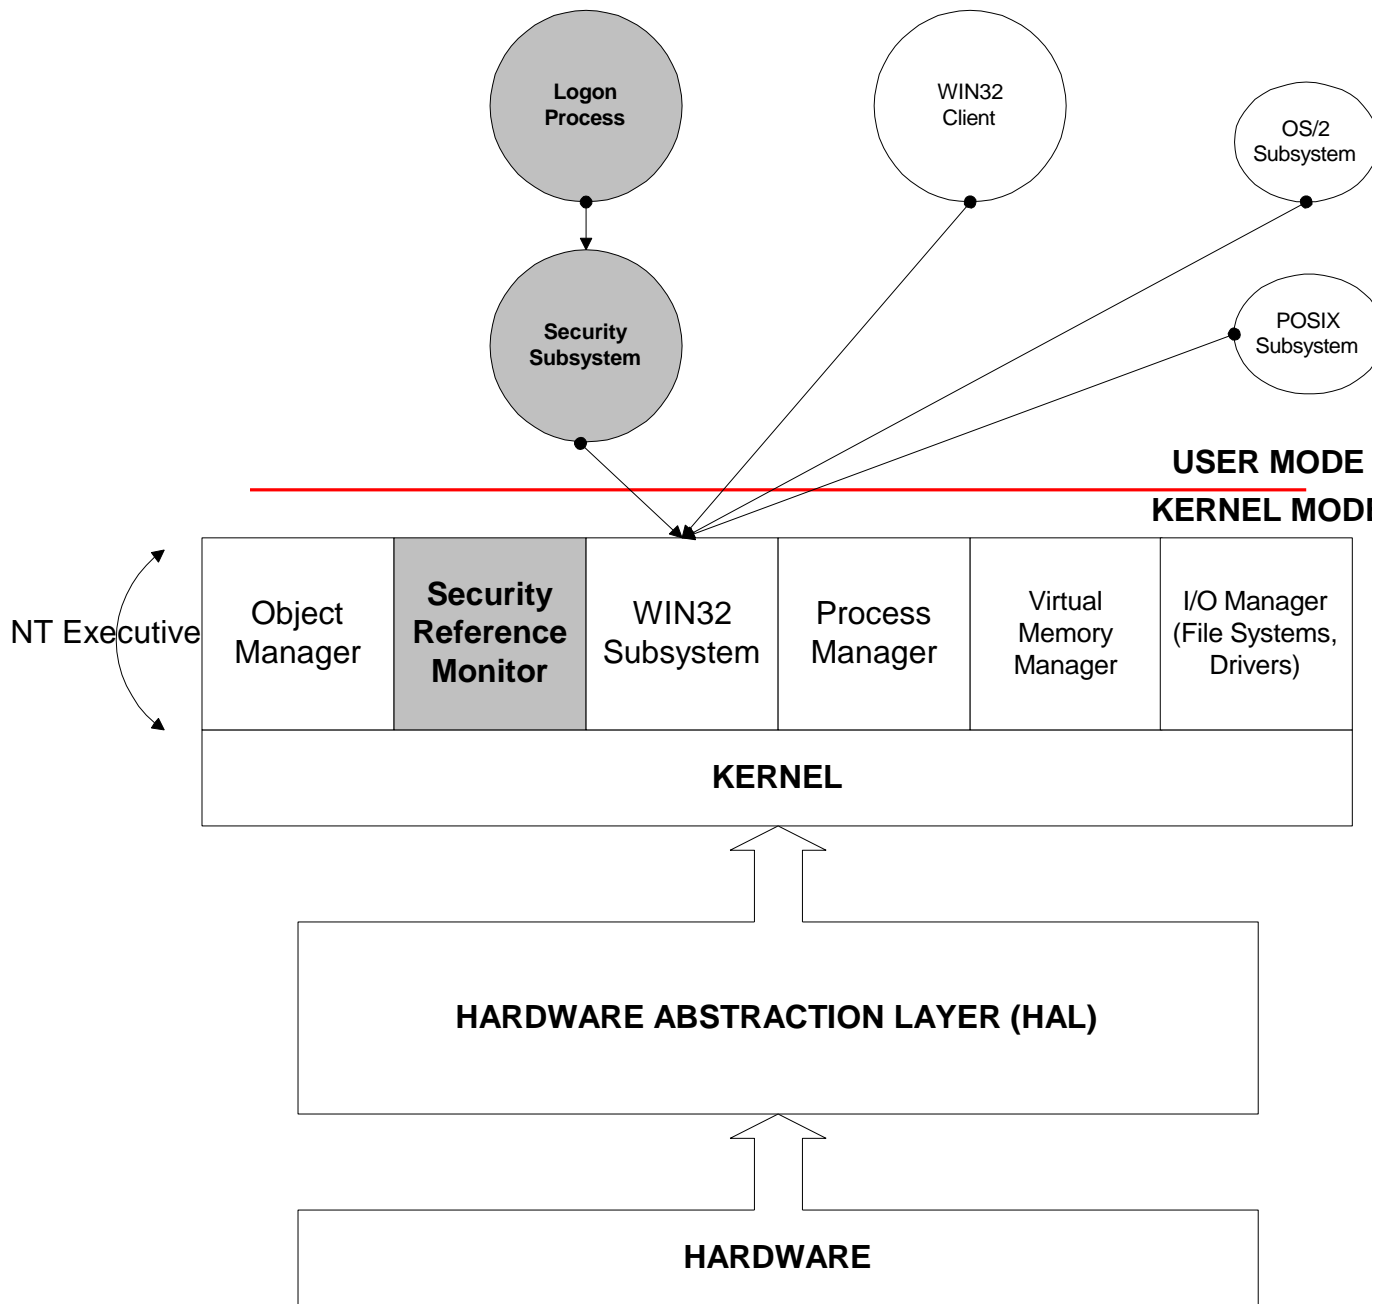 Logon
Process
WIN32
Client
OS/2
Subsystem
Security
Subsystem
POSIX
Subsystem
USER MODE
KERNEL MODE
NT Executive
Object
Manager
Security
Reference
Monitor
WIN32
Subsystem
Process
Manager
Virtual
Memory
Manager
I/O Manager
(File Systems,
Drivers)
KERNEL
HARDWARE ABSTRACTION LAYER (HAL)
HARDWARE